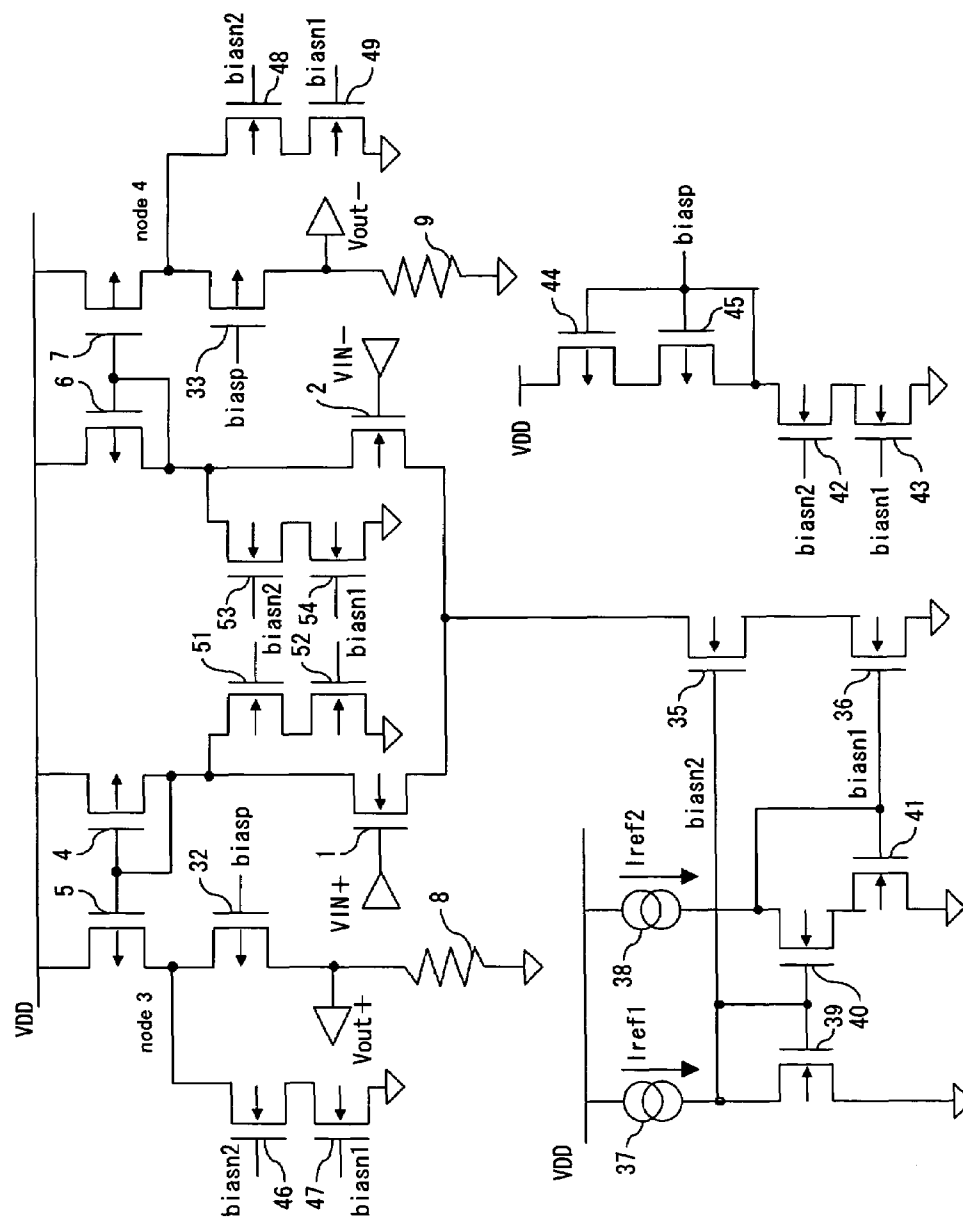 VDD
5
4
6
7
node 3
node 4
32
biasp
33
biasp
biasn2
48
biasn1
49
51
biasn2
52
biasn1
53
biasn2
54
biasn1
biasn2
46
47
biasn1
Vout+
Vout-
8
9
VIN+
1
2
VIN-
VDD
44
45
biasp
biasn2
42
biasn1
43
VDD
37
Iref1
38
Iref2
biasn2
35
biasn1
36
39
40
41